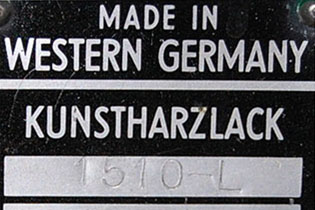 MADE IN
WESTERN GERMANY
KUNSTHARZLACK
1510-L